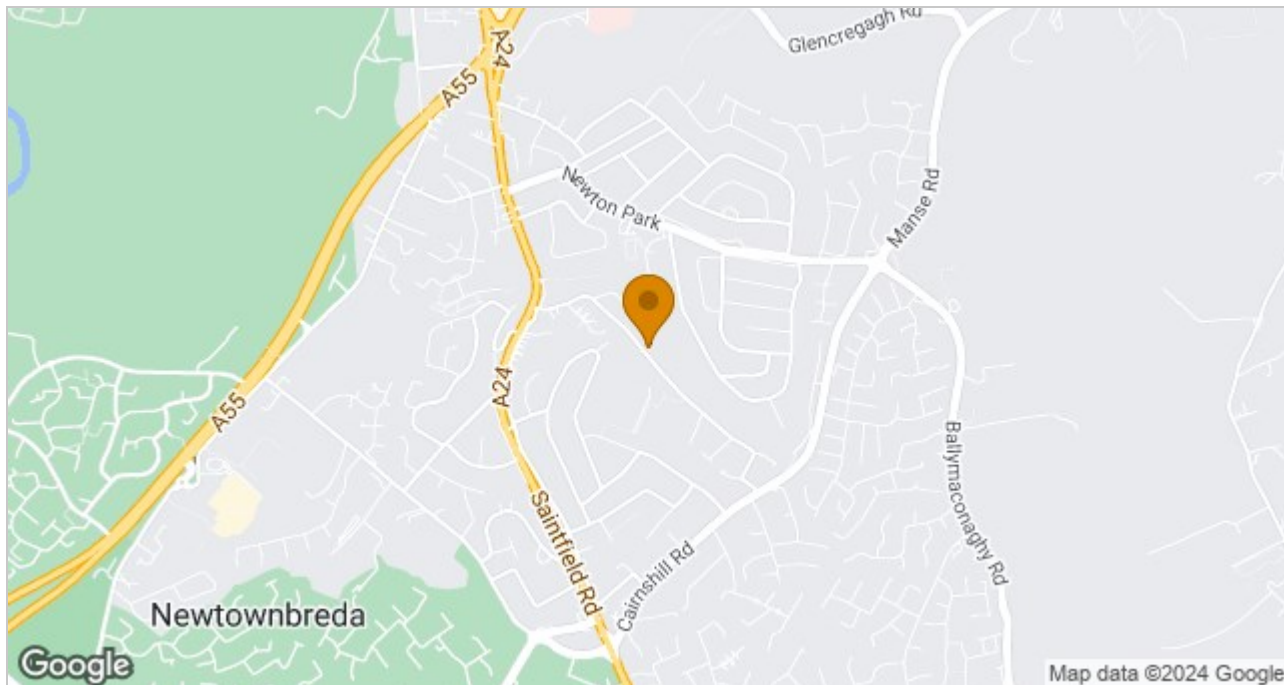 Glencregagh Rd
A24
A55
Newton Park
Manse Rd
A55
A24
Ballymaconaghy Rd
Saintfield Rd
Cairnshill Rd
Newtownbreda
Google
Map data ©2024 Google